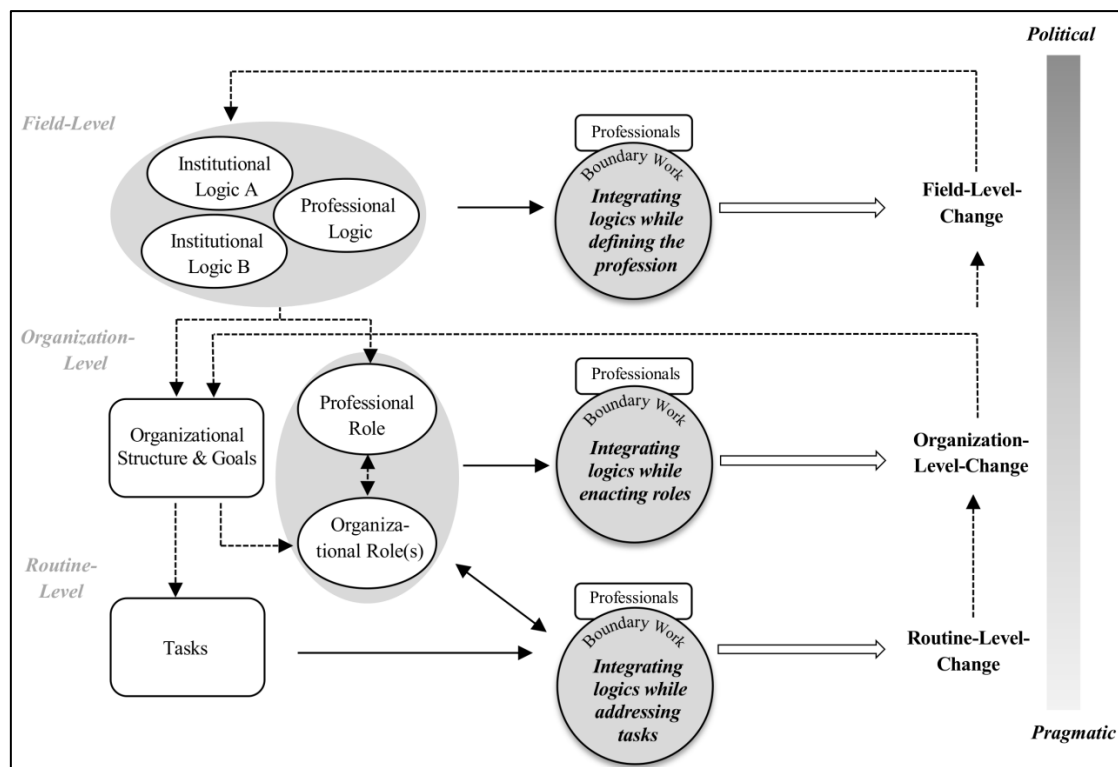 Political
Field-Level
Institutional
Logic A
Professional
Logic
Institutional
Logic B
Professionals
Boundary Work
Integrating
logics while
defining the
profession
Field-Level-
Change
Organization-
Level
Organizational
Structure & Goals
Professional
Role
Organiza-
tional Role(s)
Professionals
Boundary Work
Integrating
logics while
enacting roles
Organization-
Level-Change
Routine-
Level
Tasks
Professionals
Boundary Work
Integrating
logics while
addressing
tasks
Routine-Level-
Change
Pragmatic